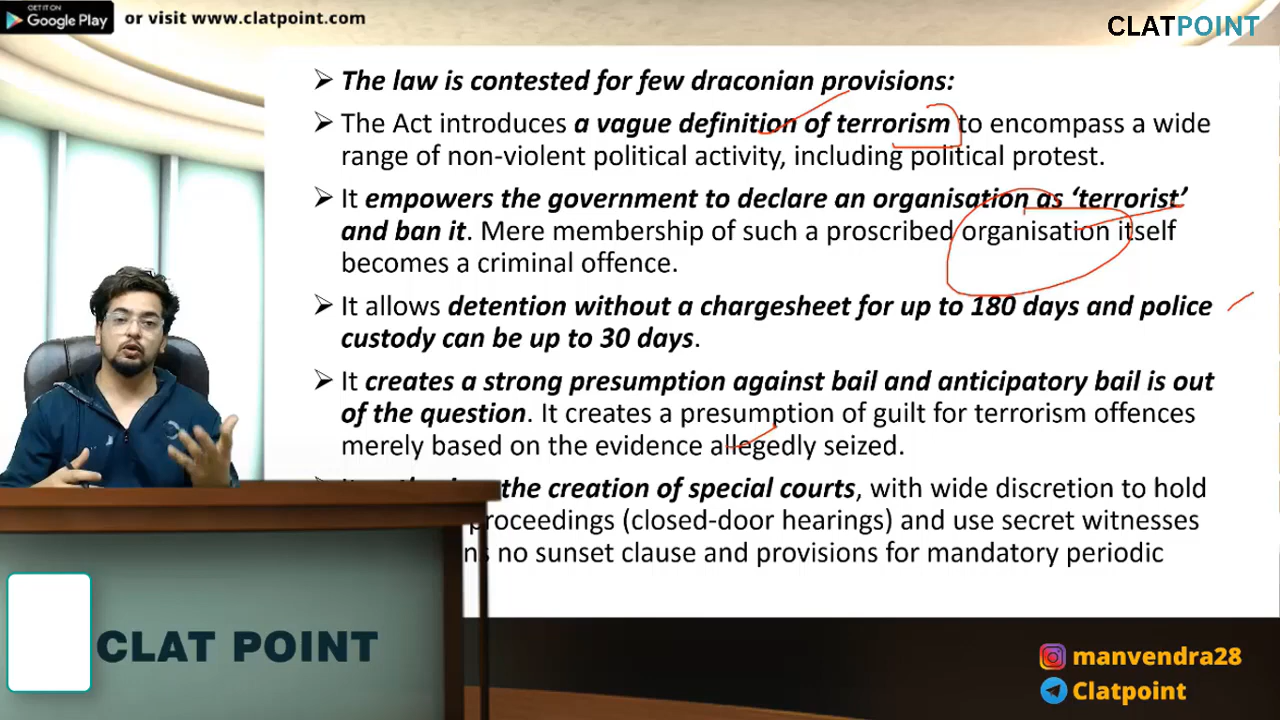 GET IT ON
Google Play
or visit www.clatpoint.com
CLATPOINT
➢ The law is contested for few draconian provisions:
➢ The Act introduces a vague definition of terrorism to encompass a wide
range of non-violent political activity, including political protest.
➢ It empowers the government to declare an organisation as ‘terrorist’
and ban it. Mere membership of such a proscribed organisation itself
becomes a criminal offence.
➢ It allows detention without a chargesheet for up to 180 days and police
custody can be up to 30 days.
➢ It creates a strong presumption against bail and anticipatory bail is out
of the question. It creates a presumption of guilt for terrorism offences
merely based on the evidence allegedly seized.
the creation of special courts, with wide discretion to hold
proceedings (closed-door hearings) and use secret witnesses
no sunset clause and provisions for mandatory periodic
CLAT POINT
manvendra28
Clatpoint